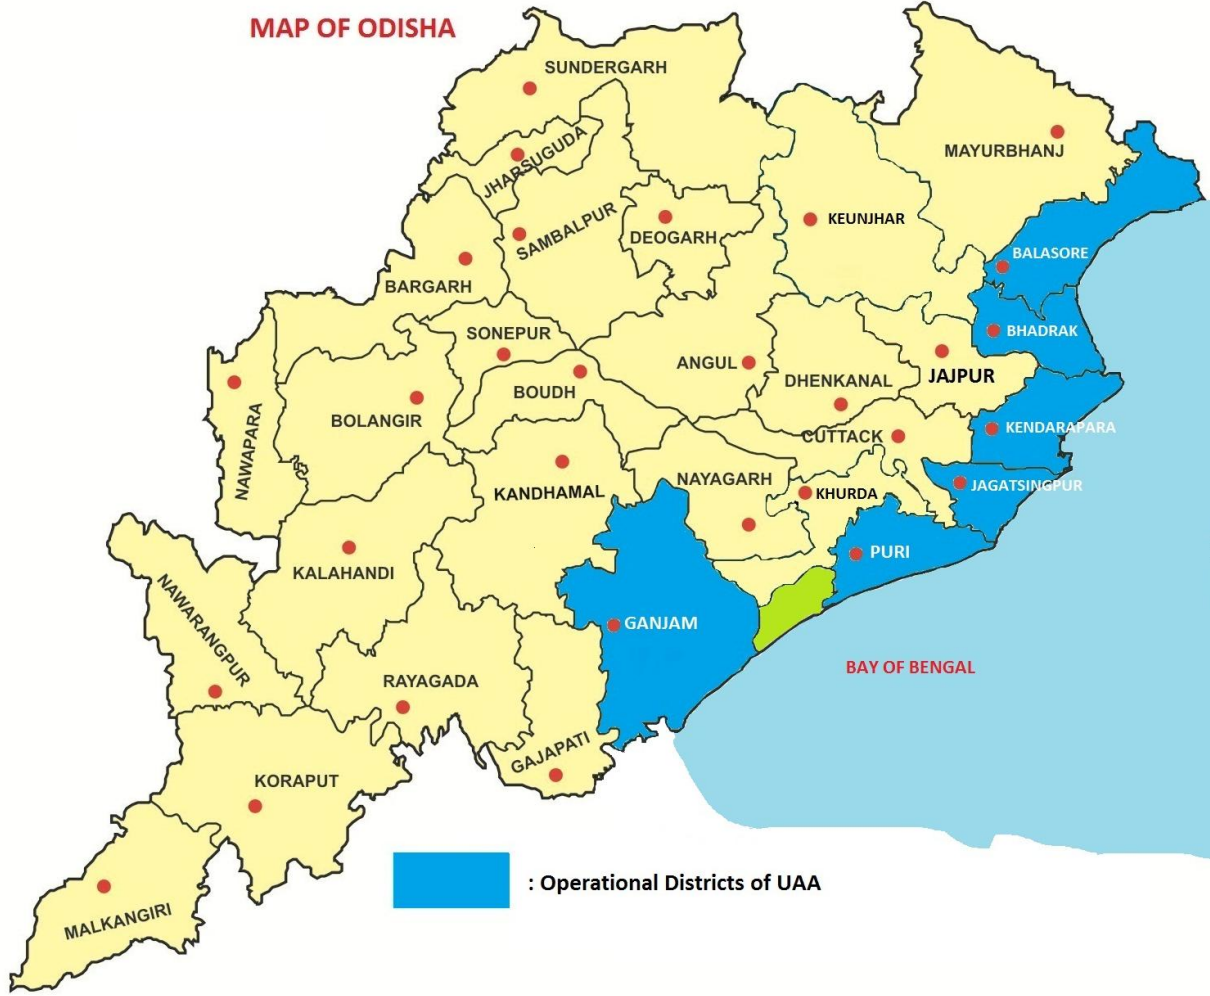 MAP OF ODISHA
SUNDERGARH
JHARSUGUDA
MAYURBHANJ
SAMBALPUR
DEOGARH
KEUNJHAR
BALASORE
BARGARH
SONEPUR
BHADRAK
ANGUL
JAJPUR
DHENKANAL
BOUDH
BOLANGIR
KENDARAPARA
CUTTACK
NAWAPARA
NAYAGARH
KANDHAMAL
KHURDA
JAGATSINGPUR
PURI
KALAHANDI
NAWARANGPUR
GANJAM
BAY OF BENGAL
RAYAGADA
GAJAPATI
KORAPUT
: Operational Districts of UAA
MALKANGIRI